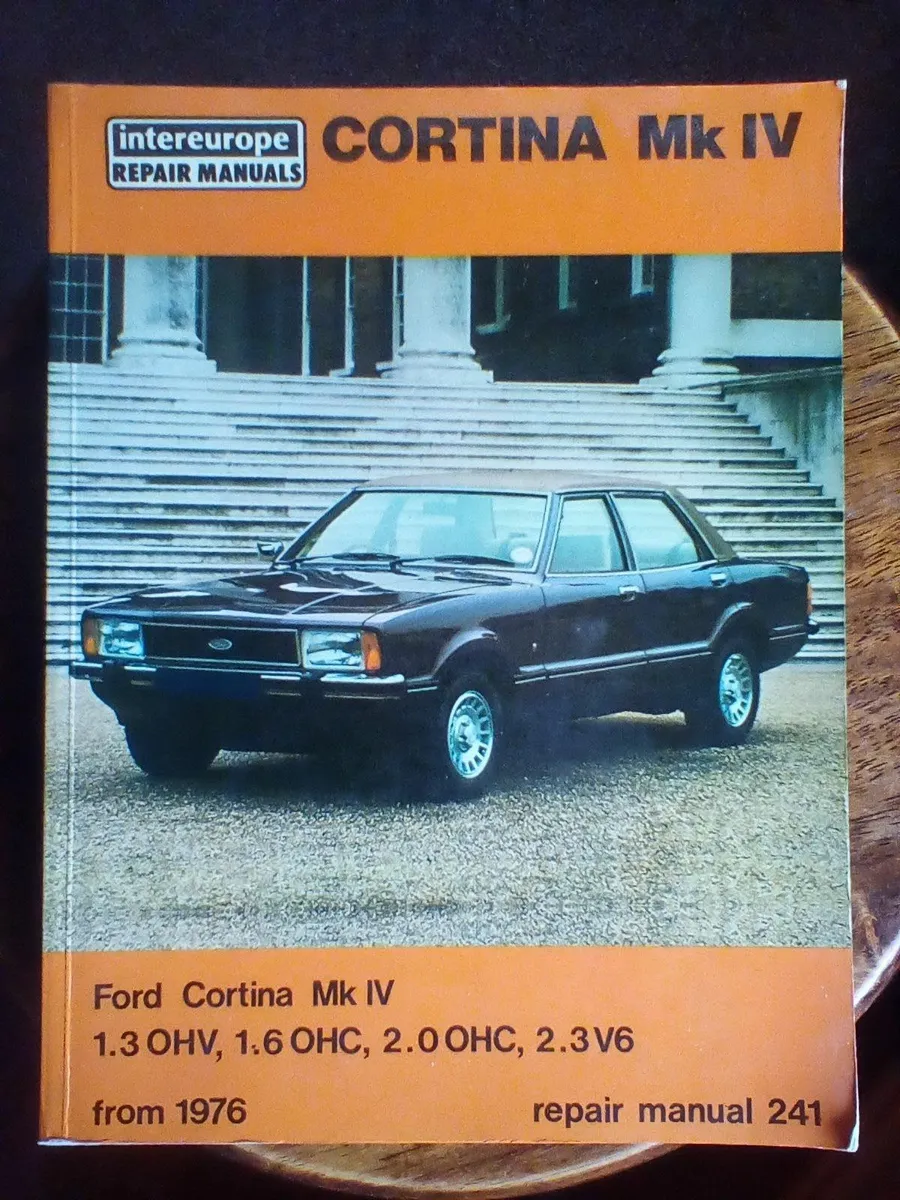 intereurope
REPAIR MANUALS
CORTINA Mk IV
Ford Cortina Mk IV
1.3 OHV, 1.6 OHC, 2.0 OHC, 2.3 V6
from 1976
repair manual 241